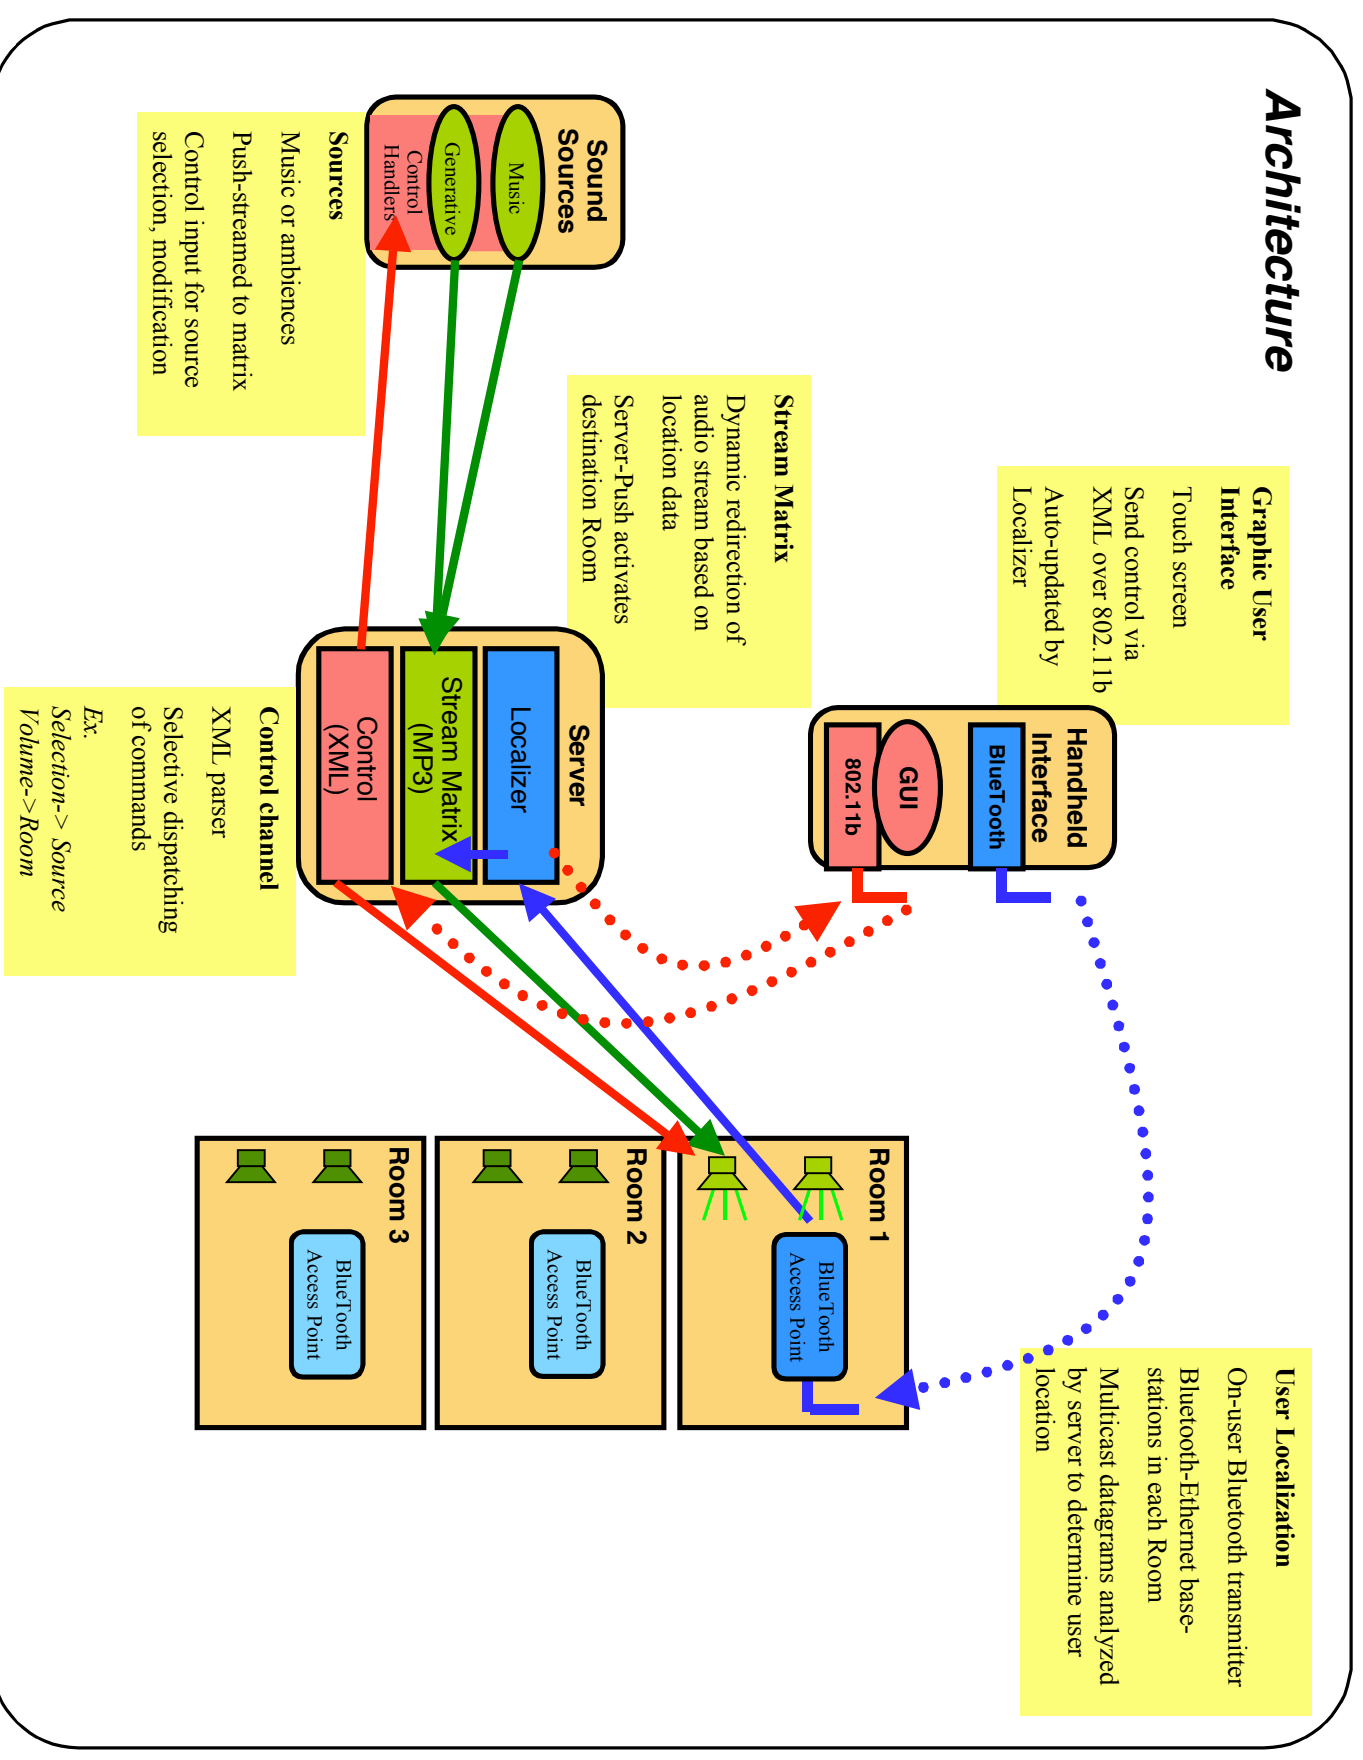 Architecture
Graphic User
Interface
Touch screen
Send control via
XML over 802.11b
Auto-updated by
Localizer
User Localization
On-user Bluetooth transmitter
Bluetooth-Ethernet base-
stations in each Room
Multicast datagrams analyzed
by server to determine user
location
Handheld
Interface
BlueTooth
GUI
802.11b
Stream Matrix
Dynamic redirection of
audio stream based on
location data
Server-Push activates
destination Room
Sound
Sources
Music
Generative
Control
Handlers
Server
Localizer
Stream Matrix
(MP3)
Control
(XML)
Room 1
BlueTooth
Access Point
Room 2
BlueTooth
Access Point
Room 3
BlueTooth
Access Point
Sources
Music or ambiences
Push-streamed to matrix
Control input for source
selection, modification
Control channel
XML parser
Selective dispatching
of commands
Ex.
Selection-> Source
Volume->Room